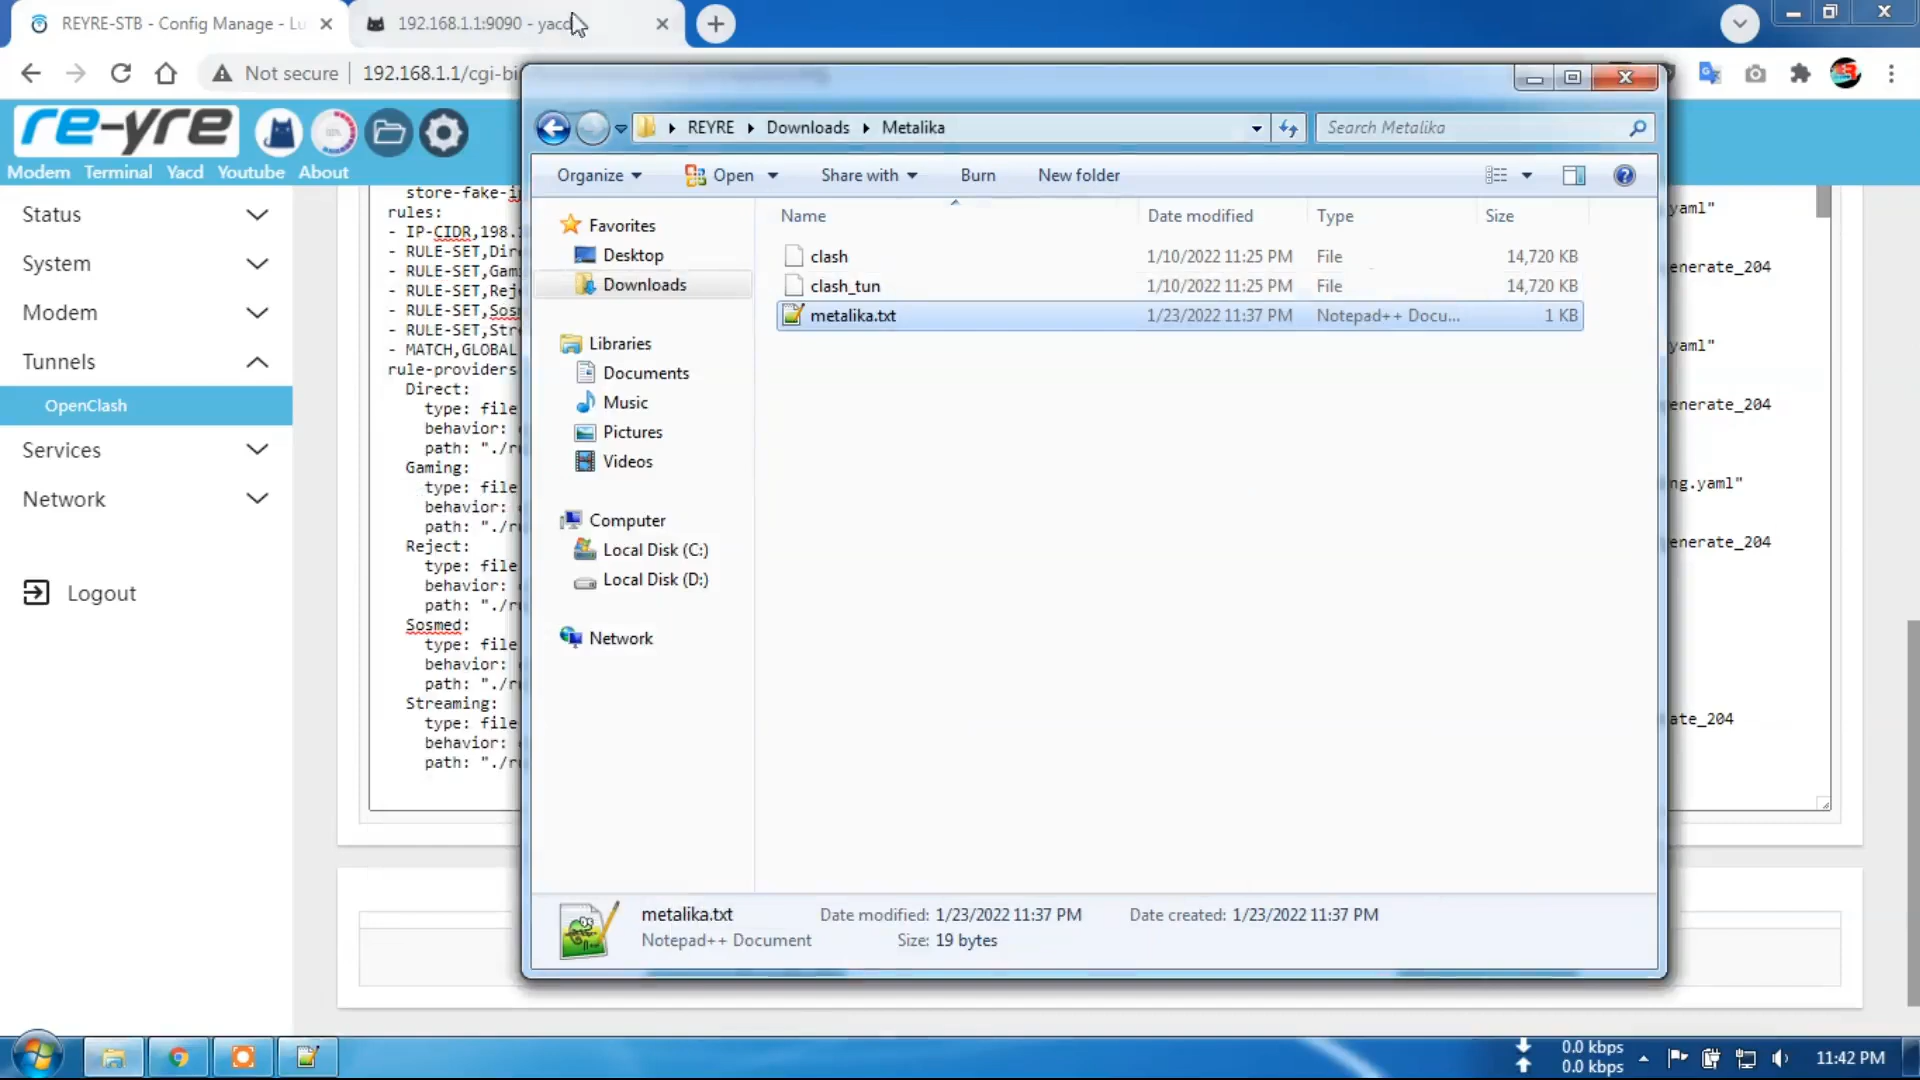 REYRE-STB - Config Manage - Lu
192.168.1.1:9090 - yacd
Not secure
192.168.1.1/cgi-bi
re-yre
Modem Terminal Yacd Youtube About
Status
System
Modem
Tunnels
OpenClash
Services
Network
Logout
store-fake-i
rules:
- IP-CIDR,198.
- RULE-SET,Dir
- RULE-SET,Gam
- RULE-SET,Rej
- RULE-SET,Sos
- RULE-SET,Str
- MATCH,GLOBAL
rule-providers
Direct:
type: file
behavior:
path: "./r
Gaming:
type: file
behavior:
path: "./r
Reject:
type: file
behavior:
path: "./r
Sosmed:
type: file
behavior:
path: "./r
Streaming:
type: file
behavior:
path: "./r
REYRE Downloads Metalika
Search Metalika
Organize Open Share with Burn New folder
Favorites
Desktop
Downloads
Libraries
Documents
Music
Pictures
Videos
Computer
Local Disk (C:)
Local Disk (D:)
Network
Name Date modified Type Size
clash 1/10/2022 11:25 PM File 14,720 KB
clash_tun 1/10/2022 11:25 PM File 14,720 KB
metalika.txt 1/23/2022 11:37 PM Notepad++ Docu... 1 KB
metalika.txt Date modified: 1/23/2022 11:37 PM Date created: 1/23/2022 11:37 PM
Notepad++ Document Size: 19 bytes
yaml"
enerate_204
yaml"
enerate_204
ng.yaml"
enerate_204
ate_204
0.0 kbps
0.0 kbps
11:42 PM